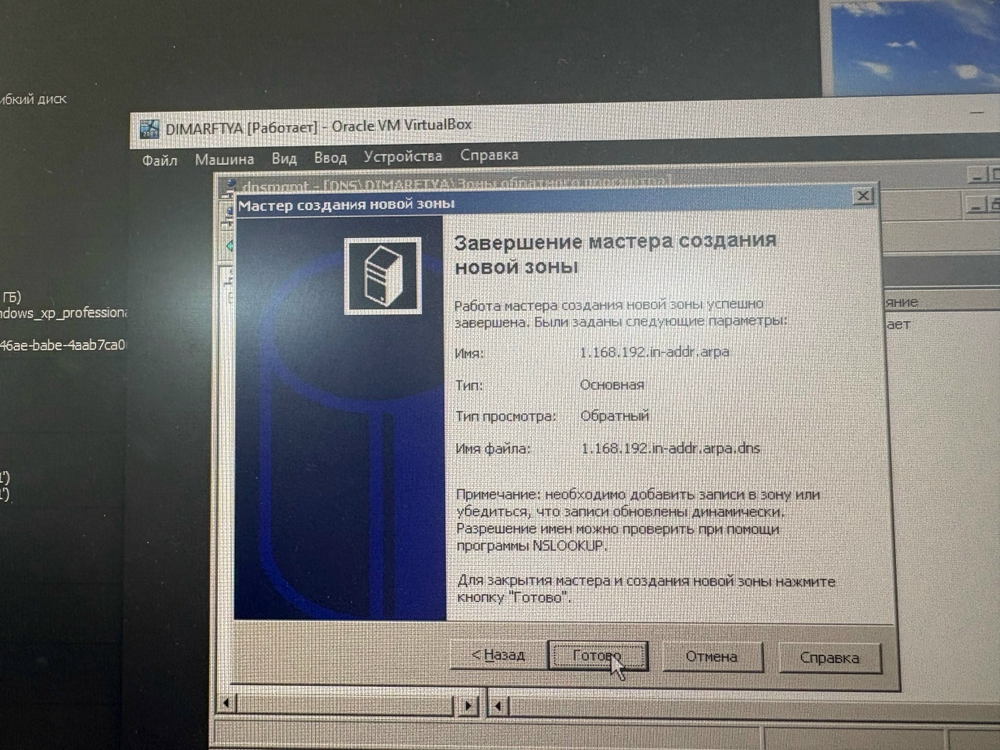 ибкий диск
DIMARFTYA [Работает] - Oracle VM VirtualBox
Файл Машина Вид Ввод Устройства Справка
dnsmgmt - [DNS\DIMARFTYA\Зоны обратного просмотра]
Мастер создания новой зоны
Завершение мастера создания
новой зоны
Работа мастера создания новой зоны успешно
завершена. Были заданы следующие параметры:
Имя: 1.168.192.in-addr.arpa
Тип: Основная
Тип просмотра: Обратный
Имя файла: 1.168.192.in-addr.arpa.dns
Примечание: необходимо добавить записи в зону или
убедиться, что записи обновлены динамически.
Разрешение имен можно проверить при помощи
программы NSLOOKUP.
Для закрытия мастера и создания новой зоны нажмите
кнопку "Готово".
< Назад Готово Отмена Справка
ГБ)
ndows_xp_professiona
46ae-babe-4aab7ca0
яние
ает